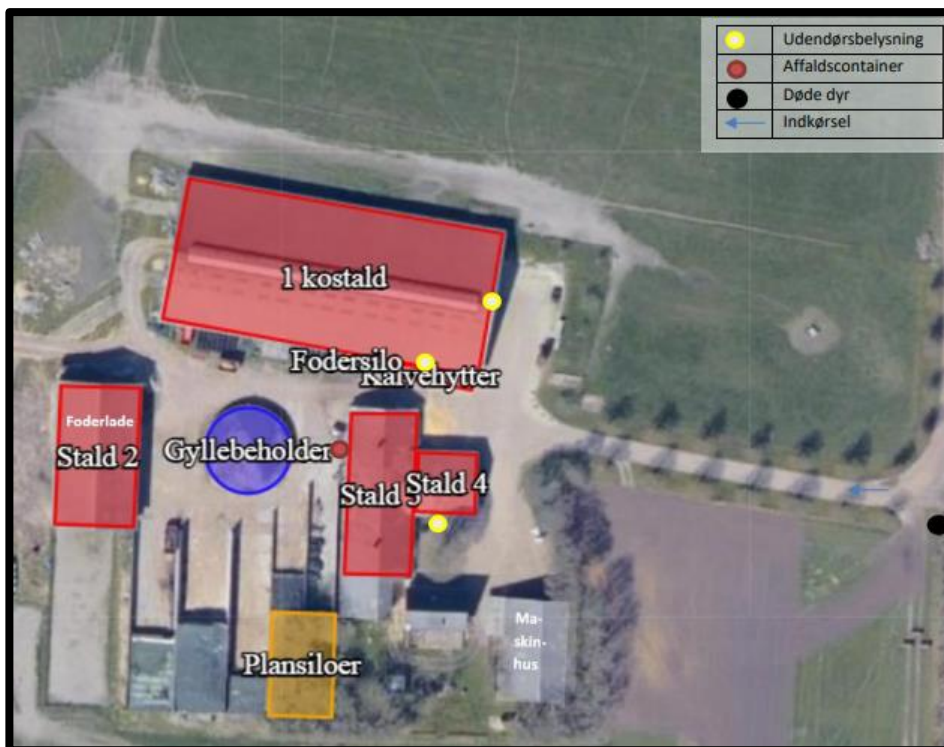 Udendørsbelysning
Affaldscontainer
Døde dyr
Indkørsel
1 kostald
Fodersilo
Kalvehytter
Foderlade
Stald 2
Gyllebeholder
Stald 3
Stald 4
Ma-
skin-
hus
Plansiloer